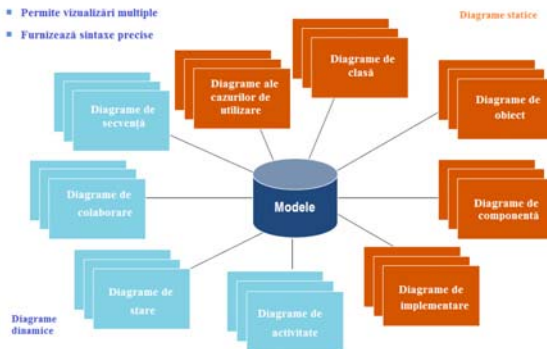 Permite vizualizări multiple
Furnizează sintaxe precise
Diagrame statice
Diagrame de
clasă
Diagrame ale
cazurilor de
utilizare
Diagrame de
secvență
Diagrame de
obiect
Diagrame de
colaborare
Modele
Diagrame de
componentă
Diagrame de
stare
Diagrame de
activitate
Diagrame de
implementare
Diagrame
dinamice